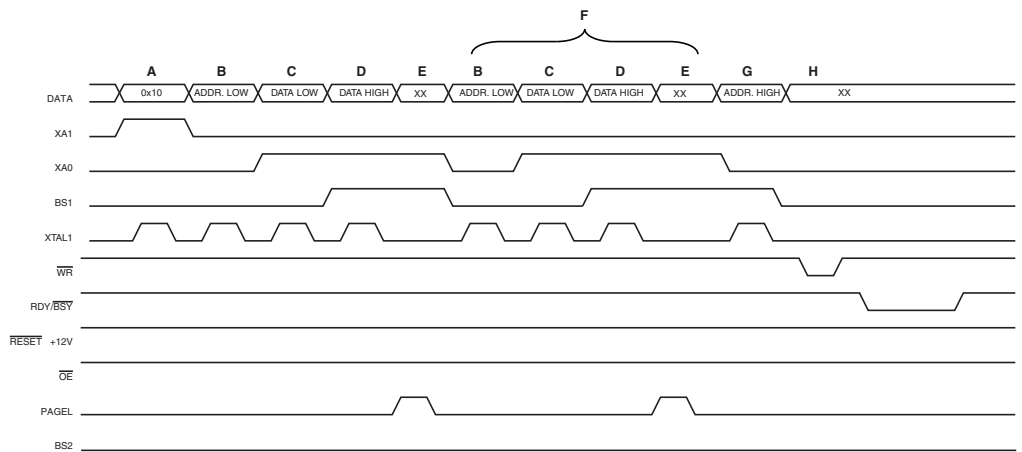 F
A B C D E B C D E G H
DATA 0x10 ADDR. LOW DATA LOW DATA HIGH XX ADDR. LOW DATA LOW DATA HIGH XX ADDR. HIGH XX
XA1
XA0
BS1
XTAL1
WR
RDY/BSY
RESET +12V
OE
PAGEL
BS2